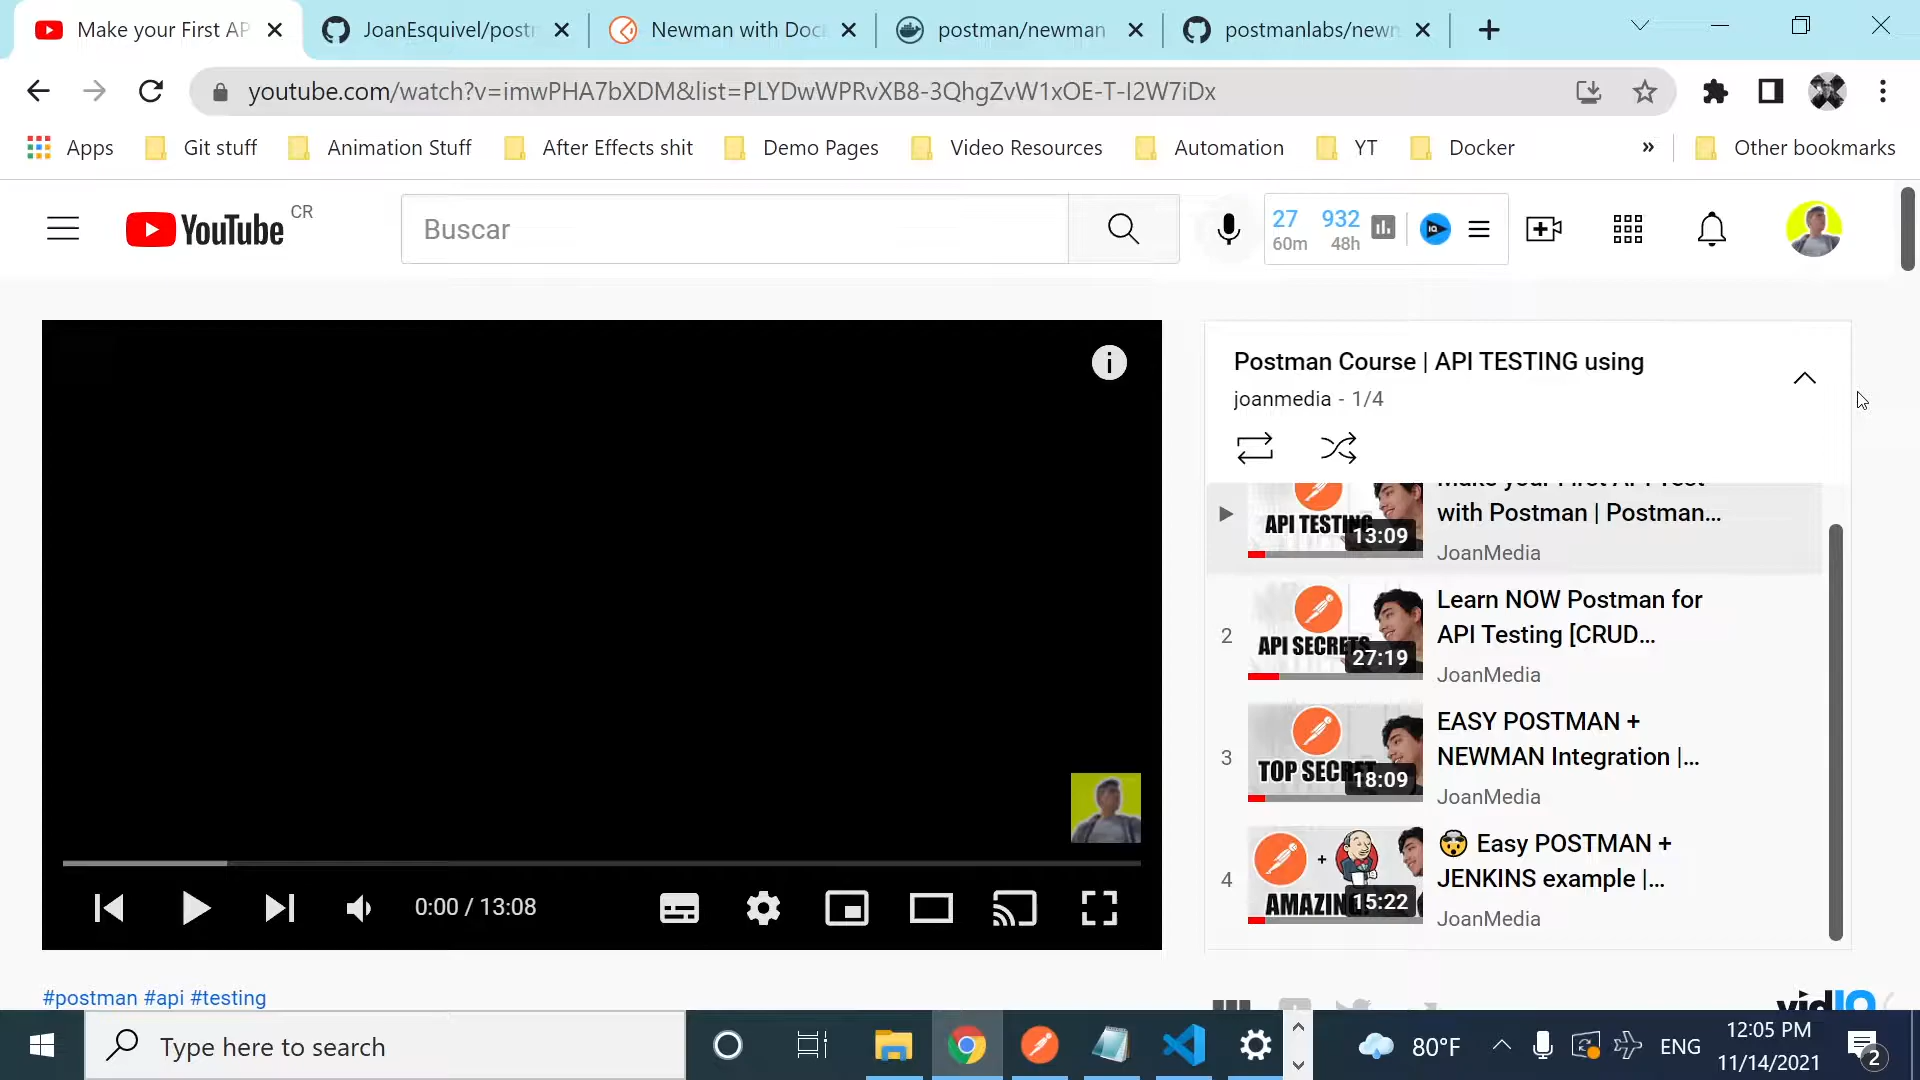 Make your First AP
JoanEsquivel/postm
Newman with Doc
postman/newman
postmanlabs/newm
youtube.com/watch?v=imwPHA7bXDM&list=PLYDwWPRvXB8-3QhgZvW1xOE-T-I2W7iDx
Apps
Git stuff
Animation Stuff
After Effects shit
Demo Pages
Video Resources
Automation
YT
Docker
»
Other bookmarks
YouTube CR
Buscar
27 932
60m 48h
Postman Course | API TESTING using
joanmedia - 1/4
with Postman | Postman...
JoanMedia
API TESTING
13:09
2
Learn NOW Postman for
API Testing [CRUD...
JoanMedia
API SECRETS
27:19
3
EASY POSTMAN +
NEWMAN Integration |...
JoanMedia
TOP SECRET
18:09
4
🤯 Easy POSTMAN +
JENKINS example |...
JoanMedia
AMAZING!
15:22
0:00 / 13:08
#postman #api #testing
vidIQ
Type here to search
80°F
ENG
12:05 PM
11/14/2021
2